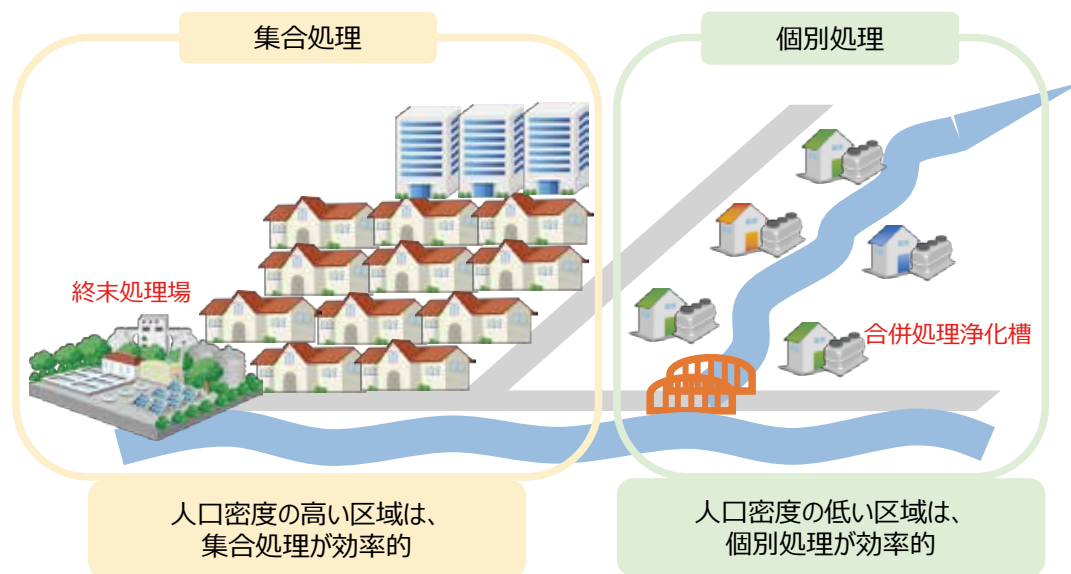 集合処理
個別処理
終末処理場
合併処理浄化槽
人口密度の高い区域は、
集合処理が効率的
人口密度の低い区域は、
個別処理が効率的